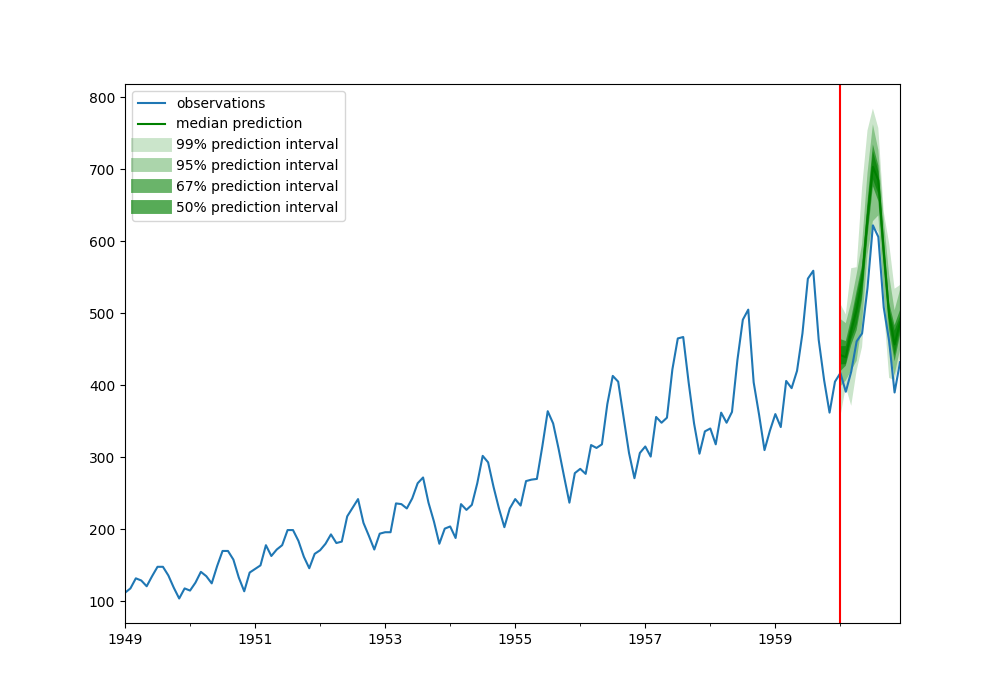 800
700
600
500
400
300
200
100
observations
median prediction
99% prediction interval
95% prediction interval
67% prediction interval
50% prediction interval
1949 1951 1953 1955 1957 1959